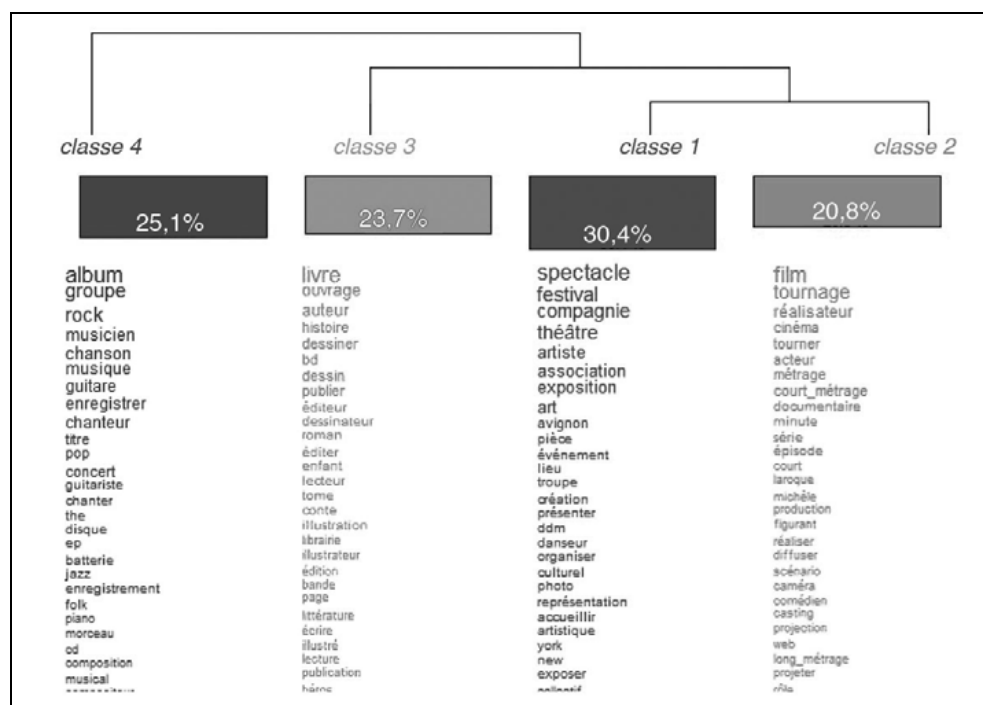 classe 4
classe 3
classe 1
classe 2
25,1%
23,7%
30,4%
20,8%
album
groupe
rock
musicien
chanson
musique
guitare
enregistrer
chanteur
titre
pop
concert
guitariste
chanter
the
disque
ep
batterie
jazz
enregistrement
folk
piano
morceau
cd
composition
musical
livre
ouvrage
auteur
histoire
dessiner
bd
dessin
publier
éditeur
dessinateur
roman
éditer
enfant
lecteur
tome
conte
illustration
librairie
illustrateur
édition
bande
page
littérature
écrire
illustré
lecture
publication
héros
spectacle
festival
compagnie
théâtre
artiste
association
exposition
art
avignon
pièce
événement
lieu
troupe
création
présenter
ddm
danseur
organiser
culturel
photo
représentation
accueillir
artistique
york
new
exposer
collectif
film
tournage
réalisateur
cinéma
tourner
acteur
métrage
court_métrage
documentaire
minute
série
épisode
court
laroque
michèle
production
figurant
réaliser
diffuser
scénario
caméra
comédien
casting
projection
web
long_métrage
projeter
rôle